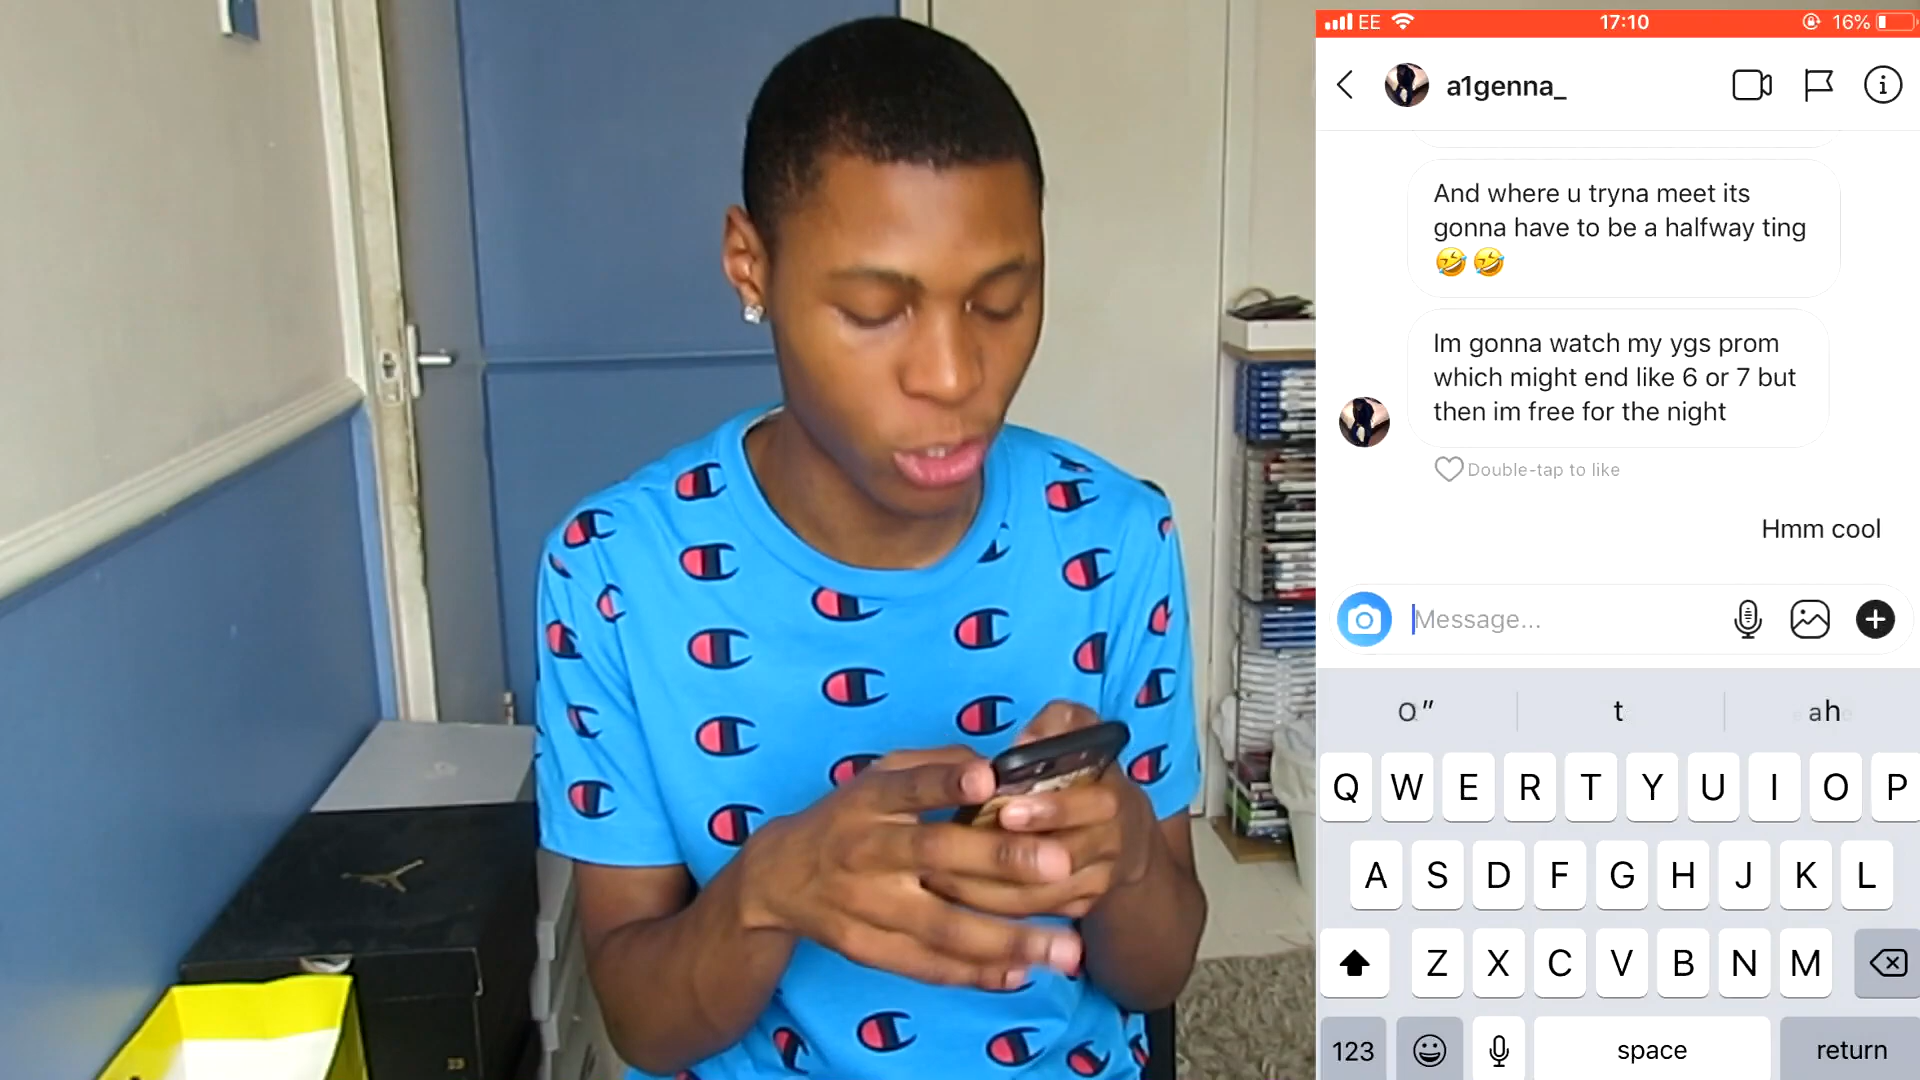 EE
17:10
16%
a1genna_
And where u tryna meet its
gonna have to be a halfway ting
🤣🤣
Im gonna watch my ygs prom
which might end like 6 or 7 but
then im free for the night
Double-tap to like
Hmm cool
Message...
t
ah
Q W E R T Y U I O P
A S D F G H J K L
Z X C V B N M
123
space
return
23